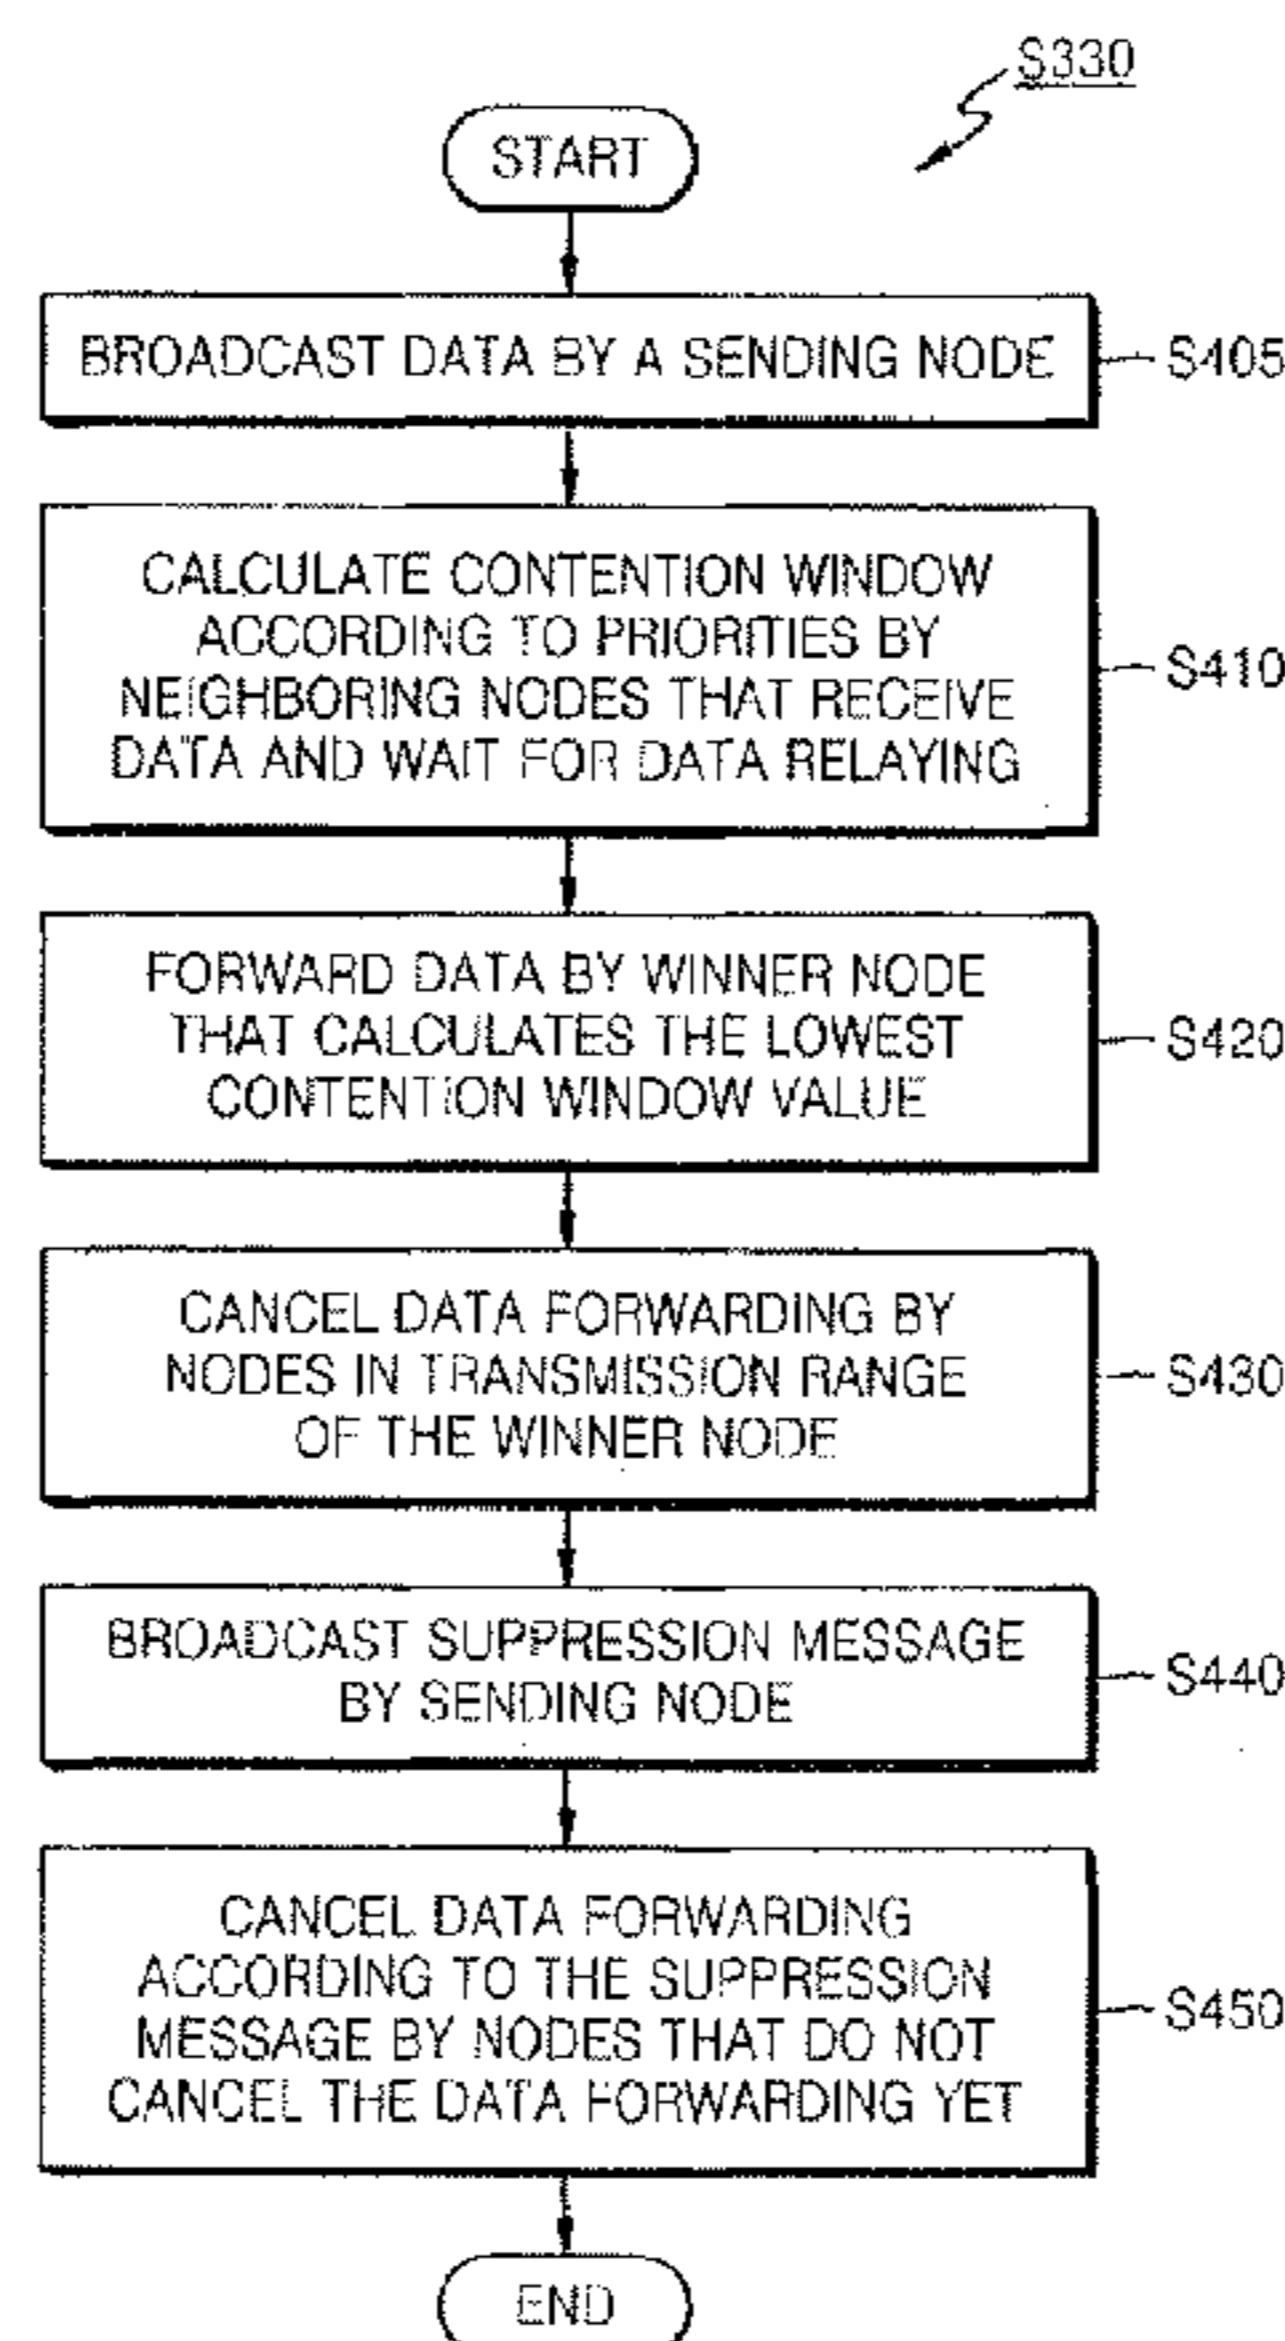 S330
START
BROADCAST DATA BY A SENDING NODE
S405
CALCULATE CONTENTION WINDOW
ACCORDING TO PRIORITIES BY
NEIGHBORING NODES THAT RECEIVE
DATA AND WAIT FOR DATA RELAYING
S410
FORWARD DATA BY WINNER NODE
THAT CALCULATES THE LOWEST
CONTENTION WINDOW VALUE
S420
CANCEL DATA FORWARDING BY
NODES IN TRANSMISSION RANGE
OF THE WINNER NODE
S430
BROADCAST SUPPRESSION MESSAGE
BY SENDING NODE
S440
CANCEL DATA FORWARDING
ACCORDING TO THE SUPPRESSION
MESSAGE BY NODES THAT DO NOT
CANCEL THE DATA FORWARDING YET
S450
END